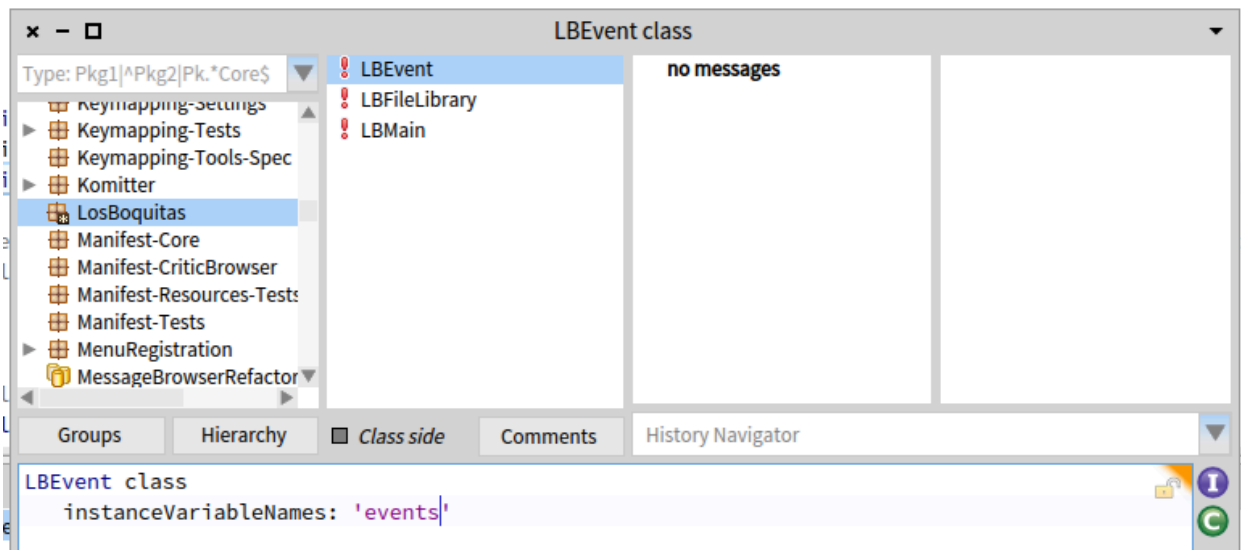 LBEvent class
Type: Pkg1|^Pkg2|Pk.*Core$
Keymapping-Settings
Keymapping-Tests
Keymapping-Tools-Spec
Komitter
LosBoquitas
Manifest-Core
Manifest-CriticBrowser
Manifest-Resources-Tests
Manifest-Tests
MenuRegistration
MessageBrowserRefactor
LBEvent
LBFileLibrary
LBMain
no messages
Groups
Hierarchy
Class side
Comments
History Navigator
LBEvent class
instanceVariableNames: 'events'
I
C